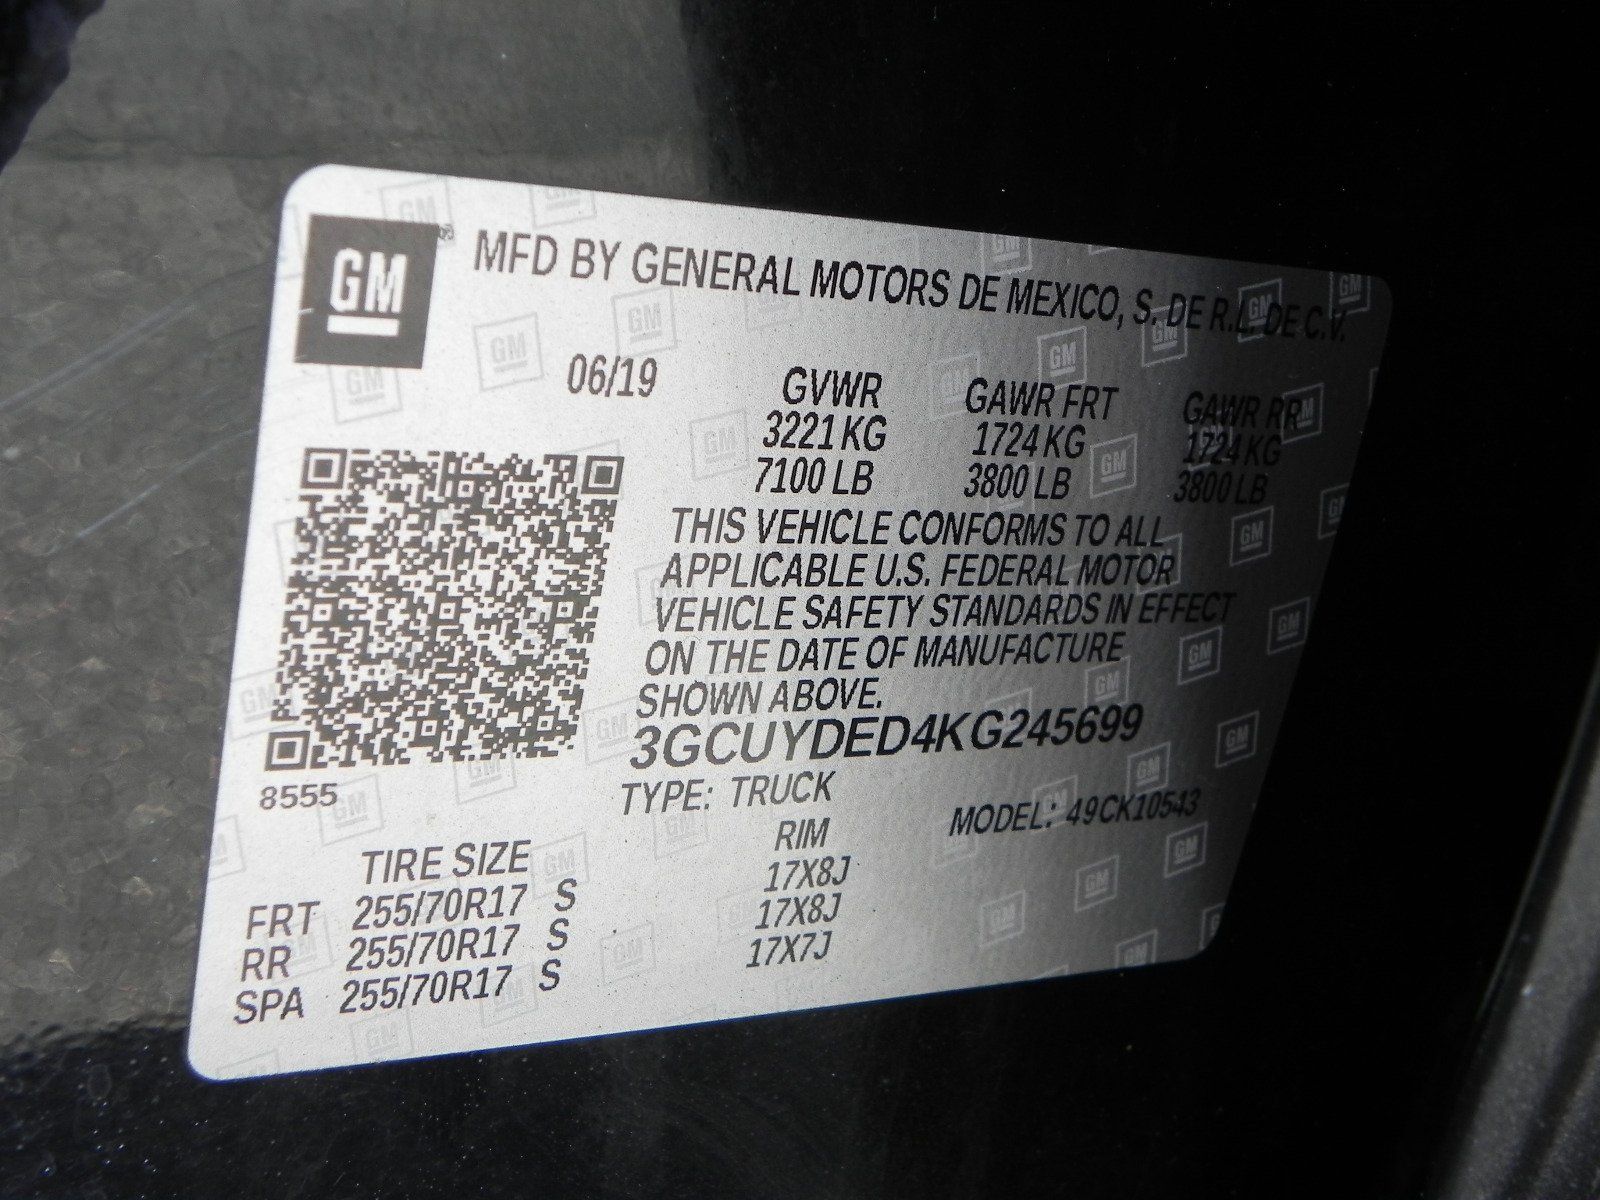 GM
MFD BY GENERAL MOTORS DE MEXICO, S. DE R.L. DE C.V.
06/19
GVWR GAWR FRT GAWR RR
3221 KG 1724 KG 1724 KG
7100 LB 3800 LB 3800 LB
THIS VEHICLE CONFORMS TO ALL
APPLICABLE U.S. FEDERAL MOTOR
VEHICLE SAFETY STANDARDS IN EFFECT
ON THE DATE OF MANUFACTURE
SHOWN ABOVE.
3GCUYDED4KG245699
8555
TYPE: TRUCK MODEL: 49CK10543
TIRE SIZE RIM
FRT 255/70R17 S 17X8J
RR 255/70R17 S 17X8J
SPA 255/70R17 S 17X7J